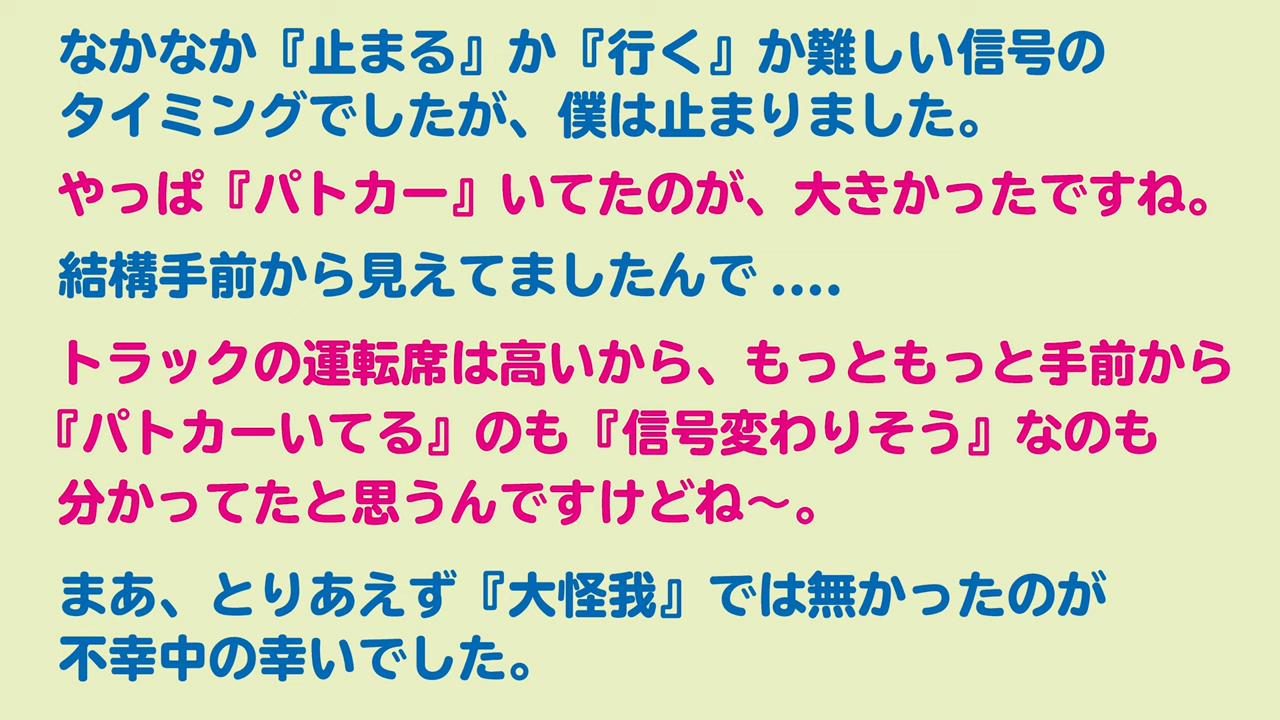 なかなか『止まる』か『行く』か難しい信号の
タイミングでしたが、僕は止まりました。
やっぱ『パトカー』いてたのが、大きかったですね。
結構手前から見えてましたんで ....
トラックの運転席は高いから、もっともっと手前から
『パトカーいてる』のも『信号変わりそう』なのも
分かってたと思うんですけどね〜。
まあ、とりあえず『大怪我』では無かったのが
不幸中の幸いでした。